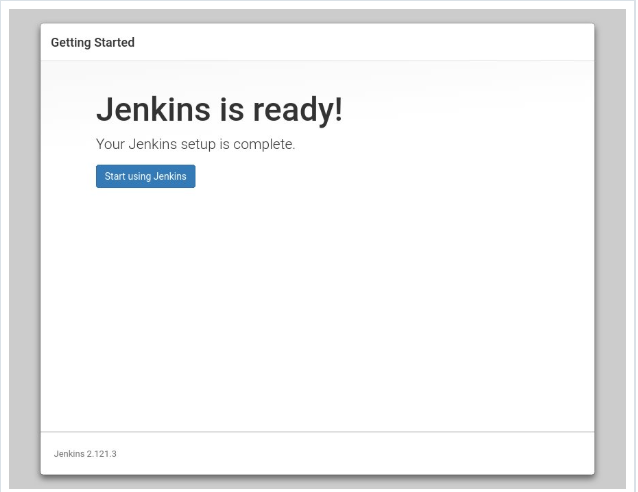 Getting Started
Jenkins is ready!
Your Jenkins setup is complete.
Start using Jenkins
Jenkins 2.121.3